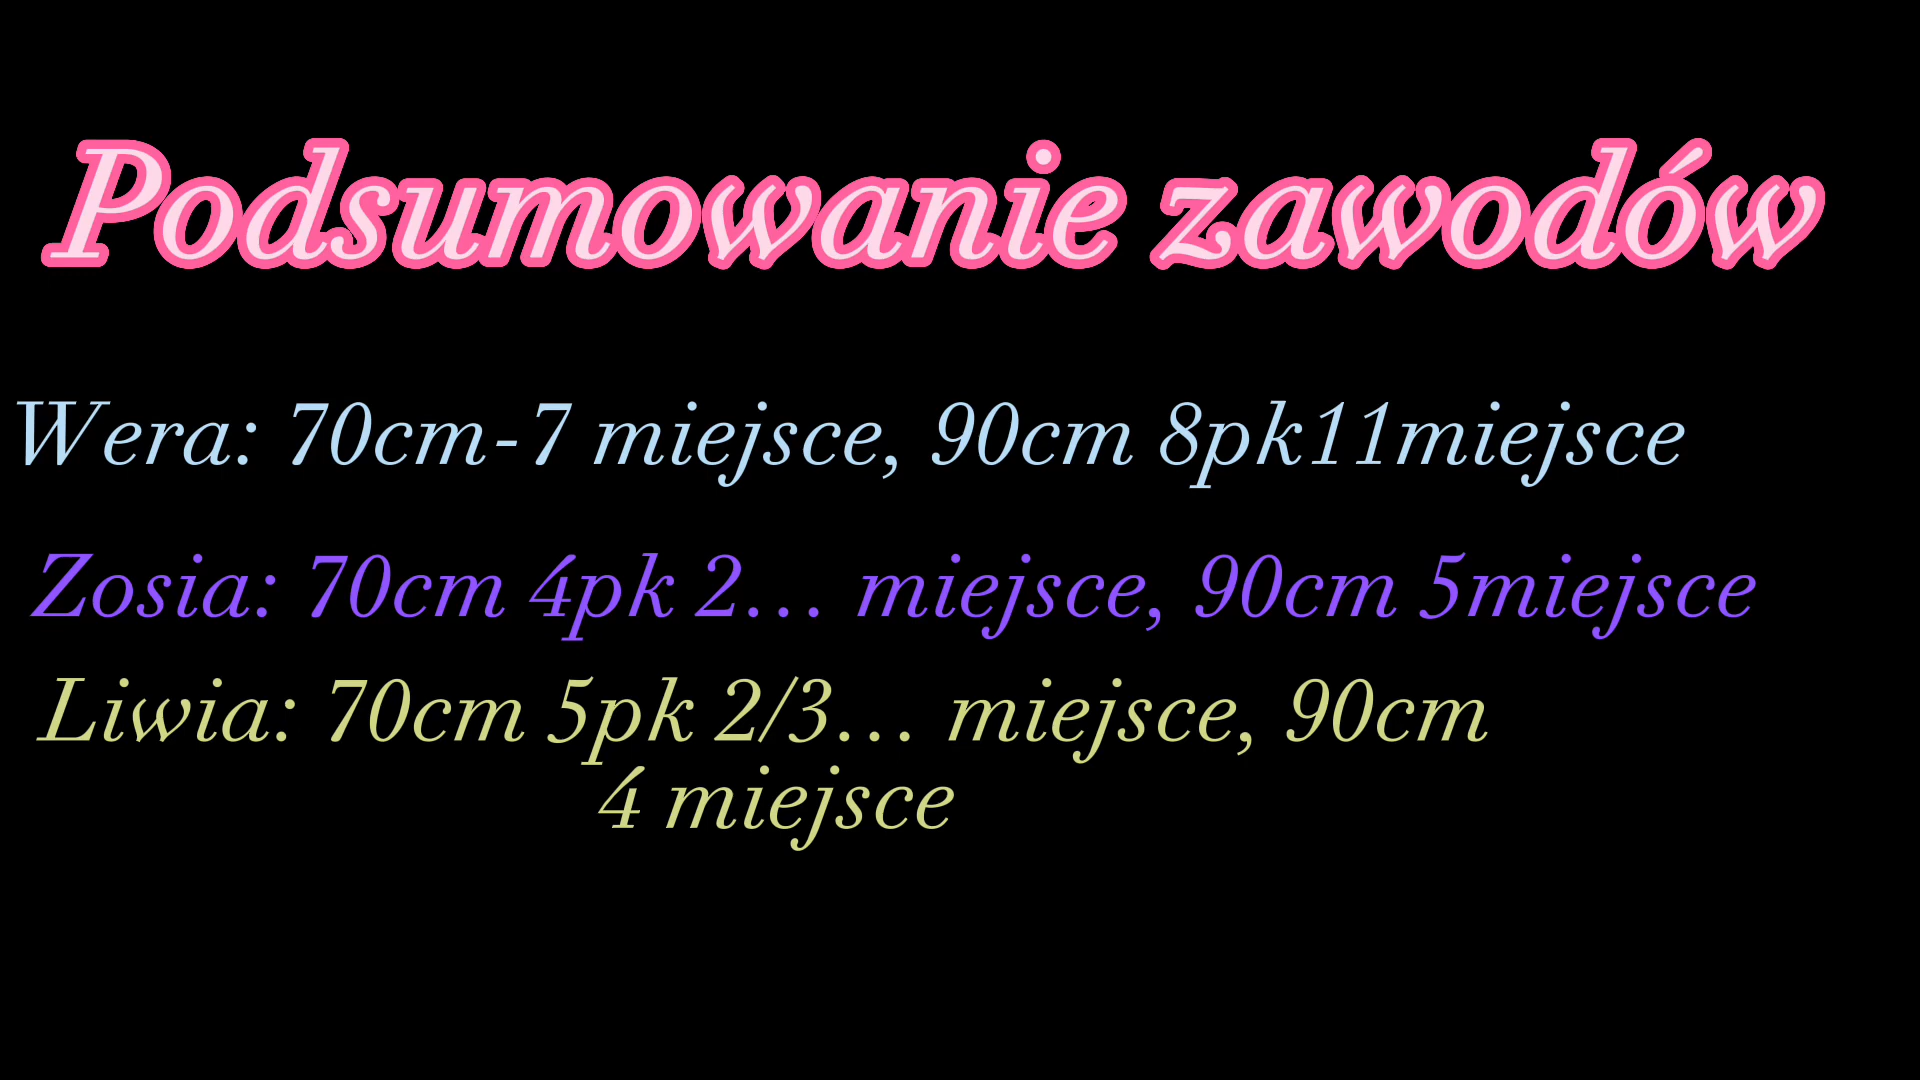 Podsumowanie zawodów
Wera: 70cm-7 miejsce, 90cm 8pk11miejsce
Zosia: 70cm 4pk 2... miejsce, 90cm 5miejsce
Liwia: 70cm 5pk 2/3... miejsce, 90cm
4 miejsce